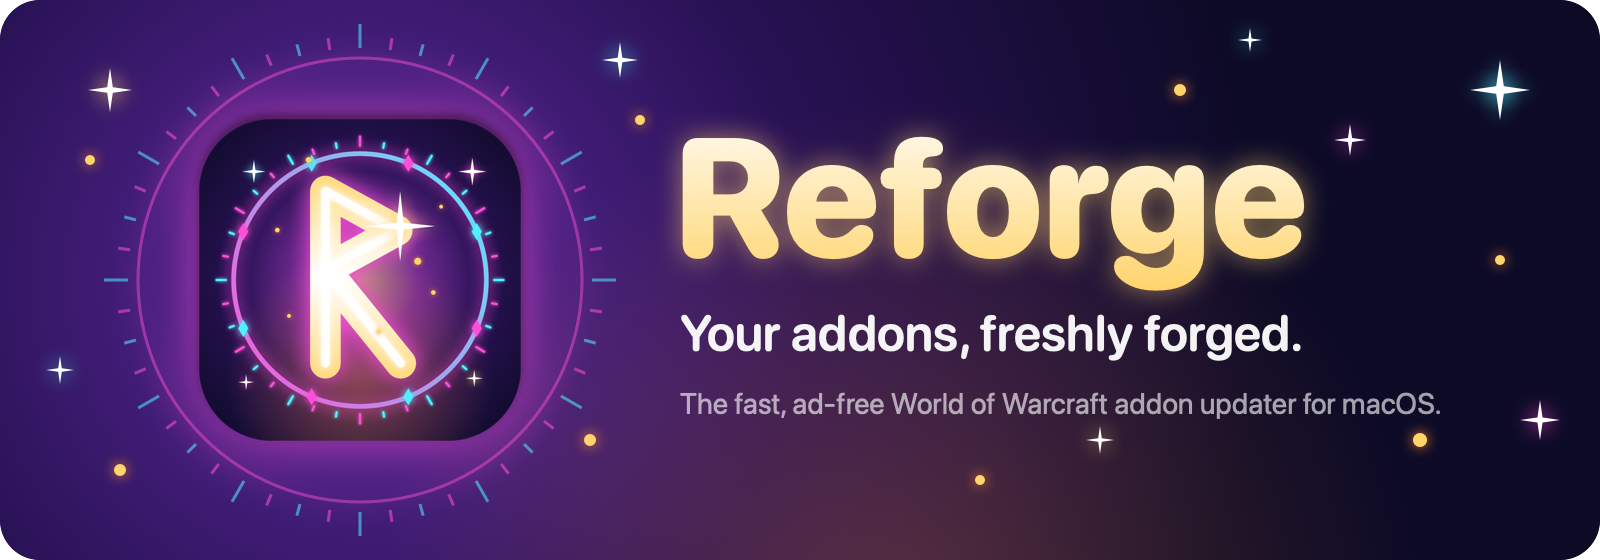 Reforge
Your addons, freshly forged.
The fast, ad-free World of Warcraft addon updater for macOS.